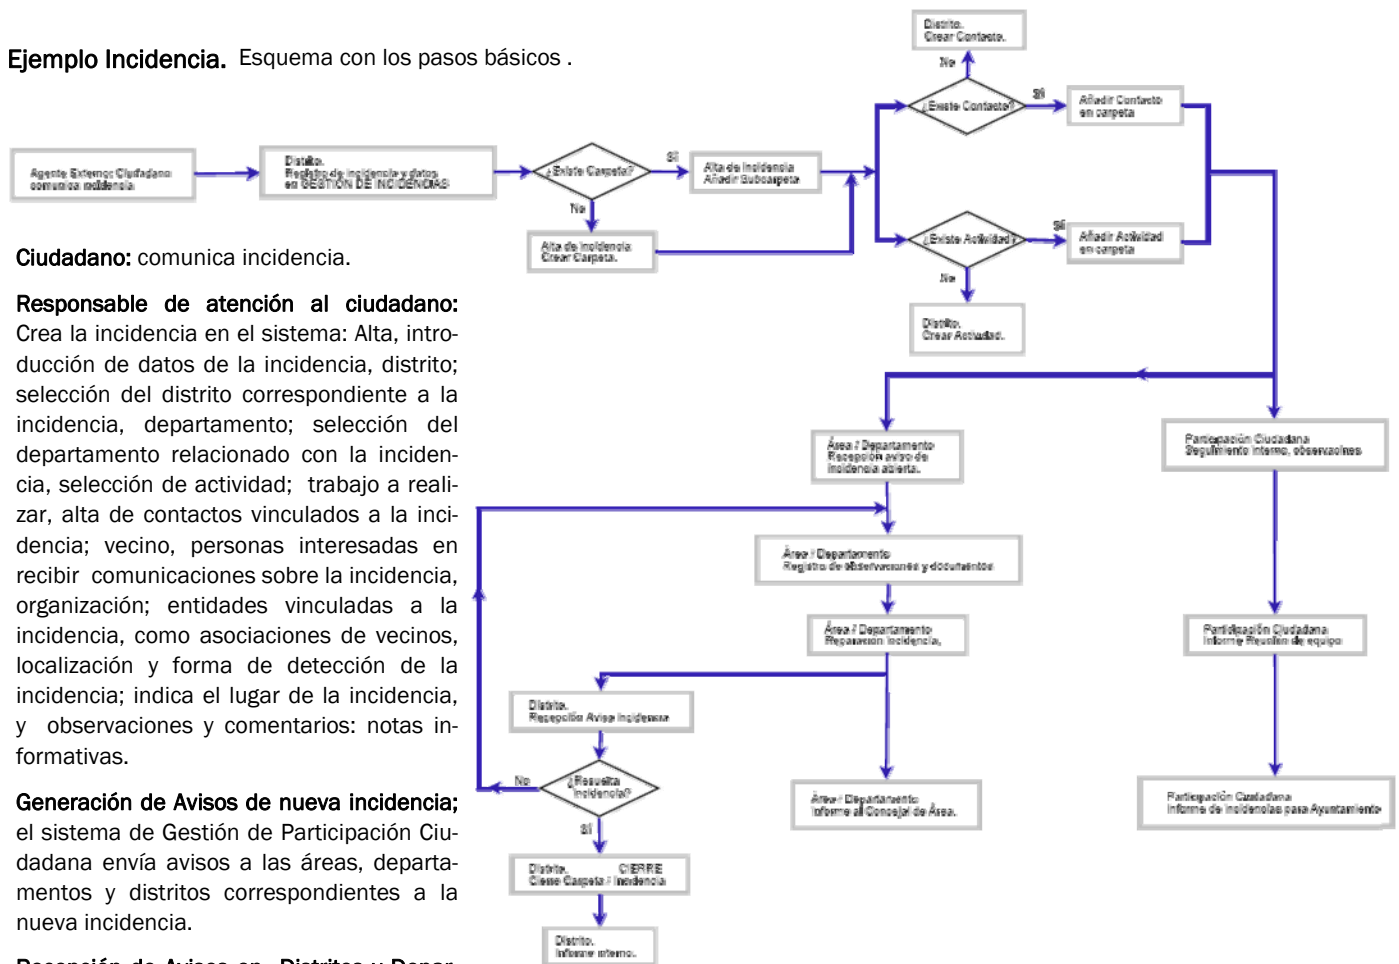 Ejemplo Incidencia. Esquema con los pasos básicos .
Distrito.
Crear Contacto.
No
¿Existe Contacto?
Sí
Añadir Contacto
en carpeta
Agente Externo: Ciudadano
comunica incidencia
Distrito.
Registro de incidencia y datos
en GESTIÓN DE INCIDENCIAS
¿Existe Carpeta?
Sí
Alta de Incidencia
Añadir Subcarpeta
No
Alta de Incidencia
Crear Carpeta.
¿Existe Actividad?
Sí
Añadir Actividad
en carpeta
No
Distrito.
Crear Actividad.
Ciudadano: comunica incidencia.
Responsable de atención al ciudadano:
Crea la incidencia en el sistema: Alta, intro-
ducción de datos de la incidencia, distrito;
selección del distrito correspondiente a la
incidencia, departamento; selección del
departamento relacionado con la inciden-
cia, selección de actividad; trabajo a reali-
zar, alta de contactos vinculados a la inci-
dencia; vecino, personas interesadas en
recibir comunicaciones sobre la incidencia,
organización; entidades vinculadas a la
incidencia, como asociaciones de vecinos,
localización y forma de detección de la
incidencia; indica el lugar de la incidencia,
y observaciones y comentarios: notas in-
formativas.
Generación de Avisos de nueva incidencia;
el sistema de Gestión de Participación Ciu-
dadana envía avisos a las áreas, departa-
mentos y distritos correspondientes a la
nueva incidencia.
Recepción de Avisos en Distritos y Depar-
Área / Departamento
Recepción aviso de
incidencia abierta.
Participación Ciudadana
Seguimiento interno, observaciones
Área / Departamento
Registro de observaciones y documentos
Área / Departamento
Reparación Incidencia.
Participación Ciudadana
Informe Reunión de equipo
Distrito.
Recepción Aviso Incidencia
No
¿Resuelta
Incidencia?
Sí
Área / Departamento
Informe al Concejal de Área.
Participación Ciudadana
Informe de Incidencias para Ayuntamiento
Distrito. CIERRE
Cierre Carpeta / Incidencia
Distrito.
Informe interno.